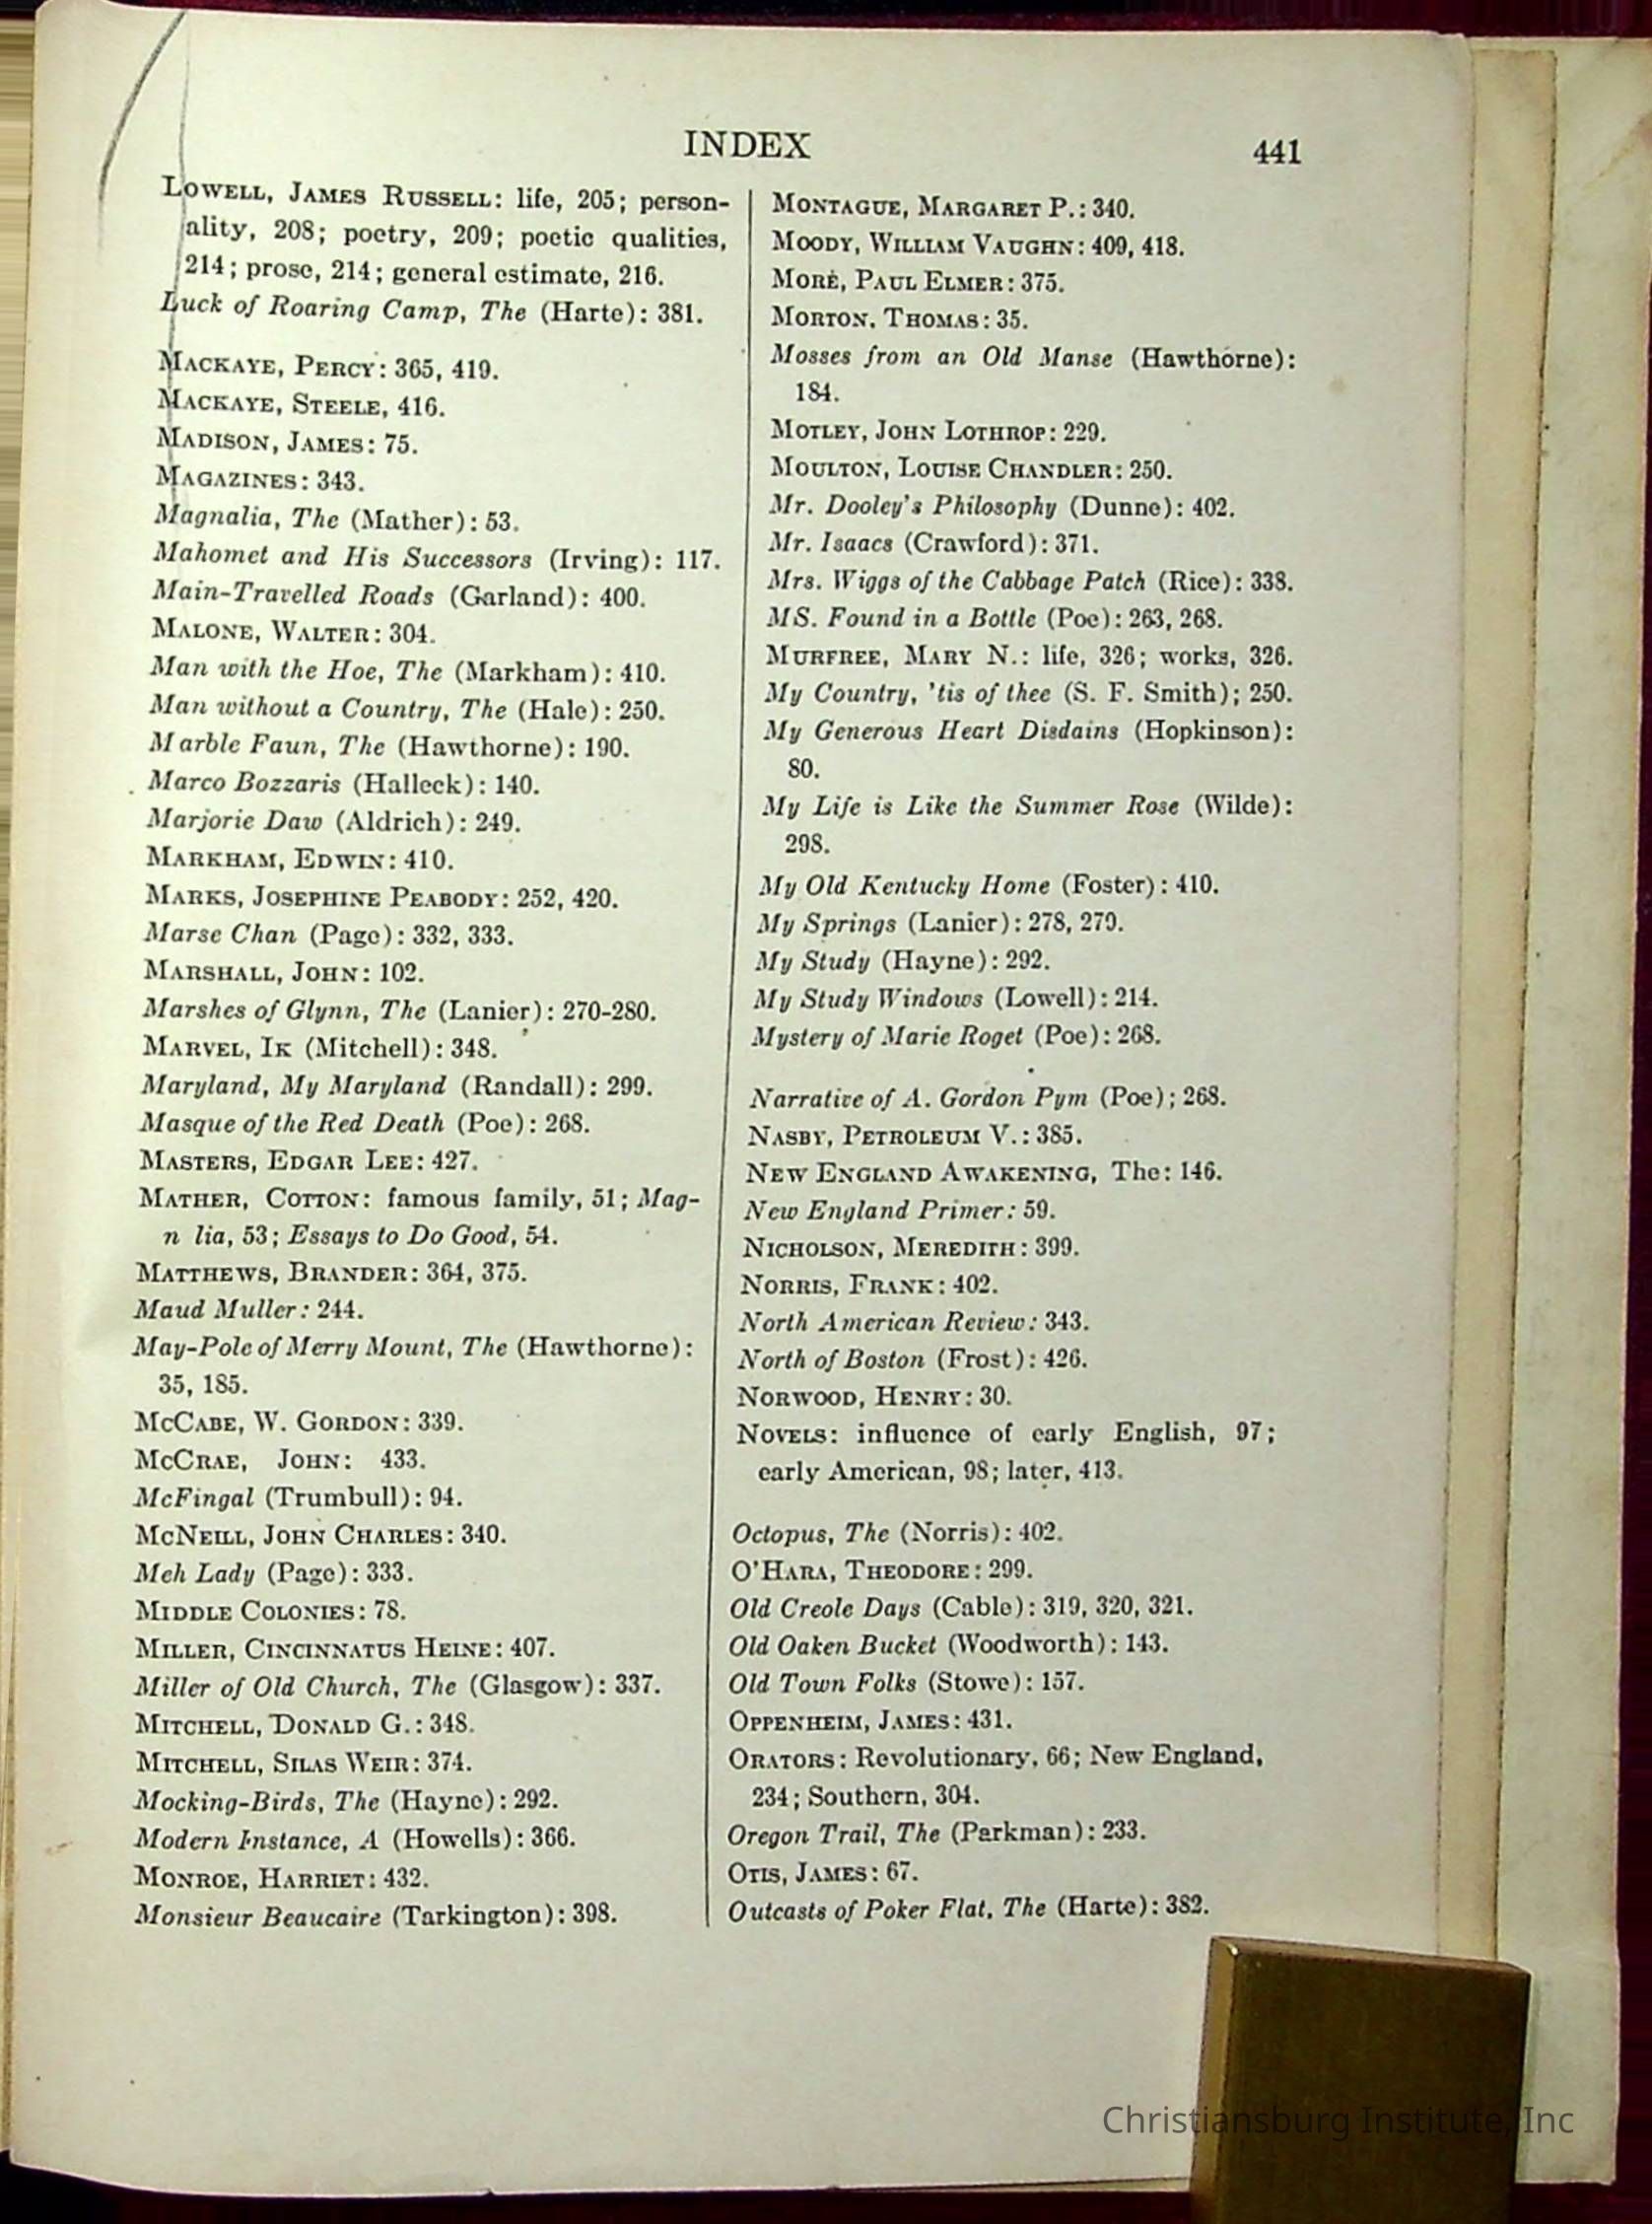 INDEX
441
LOWELL, JAMES RUSSELL: life, 205; person-
ality, 208; poetry, 209; poetic qualities,
214; prose, 214; general estimate, 216.
Luck of Roaring Camp, The (Harte): 381.
MACKAYE, PERCY: 365, 419.
MACKAYE, STEELE, 416.
MADISON, JAMES: 75.
MAGAZINES: 343.
Magnalia, The (Mather): 53.
Mahomet and His Successors (Irving): 117.
Main-Travelled Roads (Garland): 400.
MALONE, WALTER: 304.
Man with the Hoe, The (Markham): 410.
Man without a Country, The (Hale): 250.
Marble Faun, The (Hawthorne): 190.
Marco Bozzaris (Halleck): 140.
Marjorie Daw (Aldrich): 249.
MARKHAM, EDWIN: 410.
MARKS, JOSEPHINE PEABODY: 252, 420.
Marse Chan (Page): 332, 333.
MARSHALL, JOHN: 102.
Marshes of Glynn, The (Lanier): 270-280.
MARVEL, IK (Mitchell): 348.
Maryland, My Maryland (Randall): 299.
Masque of the Red Death (Poe): 268.
MASTERS, EDGAR LEE: 427.
MATHER, COTTON: famous family, 51; Mag-
n lia, 53; Essays to Do Good, 54.
MATTHEWS, BRANDER: 364, 375.
Maud Muller: 244.
May-Pole of Merry Mount, The (Hawthorne):
35, 185.
MCCABE, W. GORDON: 339.
MCCRAE, JOHN: 433.
McFingal (Trumbull): 94.
MCNEILL, JOHN CHARLES: 340.
Meh Lady (Page): 333.
MIDDLE COLONIES: 78.
MILLER, CINCINNATUS HEINE: 407.
Miller of Old Church, The (Glasgow): 337.
MITCHELL, DONALD G.: 348.
MITCHELL, SILAS WEIR: 374.
Mocking-Birds, The (Hayne): 292.
Modern Instance, A (Howells): 366.
MONROE, HARRIET: 432.
Monsieur Beaucaire (Tarkington): 398.
MONTAGUE, MARGARET P.: 340.
MOODY, WILLIAM VAUGHN: 409, 418.
MORE, PAUL ELMER: 375.
MORTON, THOMAS: 35.
Mosses from an Old Manse (Hawthorne):
184.
MOTLEY, JOHN LOTHROP: 229.
MOULTON, LOUISE CHANDLER: 250.
Mr. Dooley's Philosophy (Dunne): 402.
Mr. Isaacs (Crawford): 371.
Mrs. Wiggs of the Cabbage Patch (Rice): 338.
MS. Found in a Bottle (Poe): 263, 268.
MURFREE, MARY N.: life, 326; works, 326.
My Country, 'tis of thee (S. F. Smith); 250.
My Generous Heart Disdains (Hopkinson):
80.
My Life is Like the Summer Rose (Wilde):
298.
My Old Kentucky Home (Foster): 410.
My Springs (Lanier): 278, 279.
My Study (Hayne): 292.
My Study Windows (Lowell): 214.
Mystery of Marie Roget (Poe): 268.
Narrative of A. Gordon Pym (Poe); 268.
NASBY, PETROLEUM V.: 385.
NEW ENGLAND AWAKENING, The: 146.
New England Primer: 59.
NICHOLSON, MEREDITH: 399.
NORRIS, FRANK: 402.
North American Review: 343.
North of Boston (Frost): 426.
NORWOOD, HENRY: 30.
NOVELS: influence of early English, 97;
early American, 98; later, 413.
Octopus, The (Norris): 402.
O'HARA, THEODORE: 299.
Old Creole Days (Cable): 319, 320, 321.
Old Oaken Bucket (Woodworth): 143.
Old Town Folks (Stowe): 157.
OPPENHEIM, JAMES: 431.
ORATORS: Revolutionary, 66; New England,
234; Southern, 304.
Oregon Trail, The (Parkman): 233.
OTIS, JAMES: 67.
Outcasts of Poker Flat, The (Harte): 382.
Christiansburg Institute, Inc